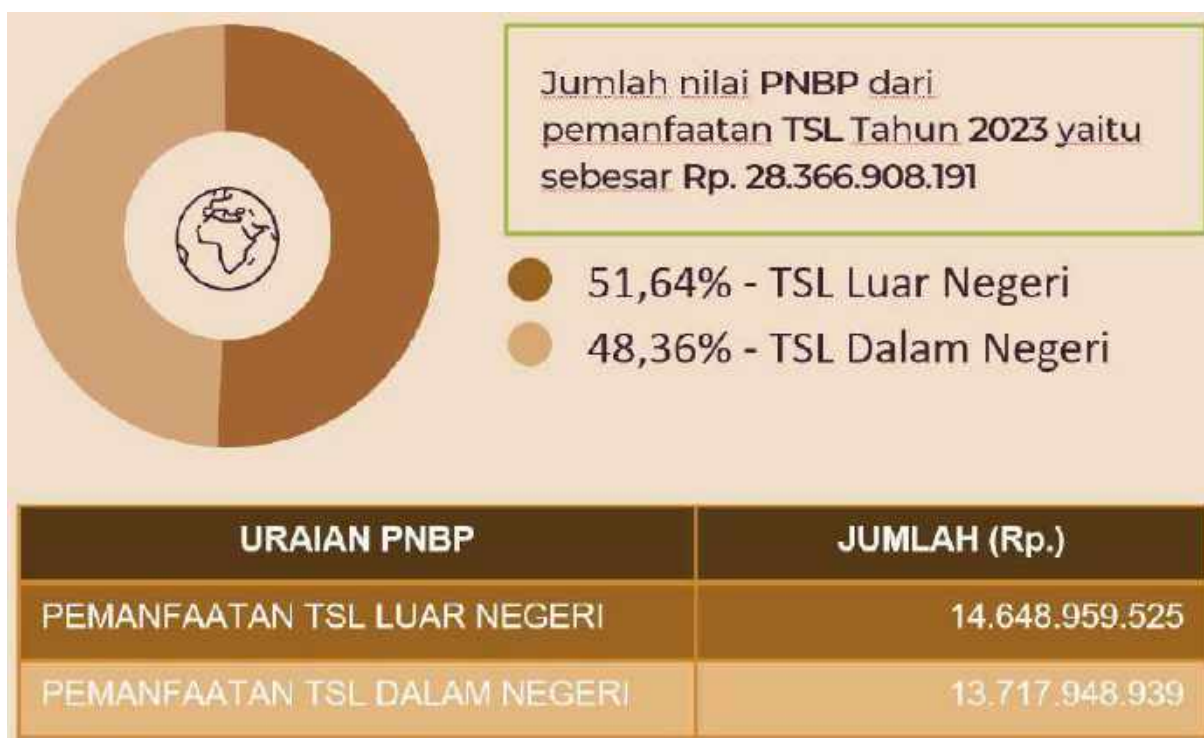 Jumlah nilai PNBP dari
pemanfaatan TSL Tahun 2023 yaitu
sebesar Rp. 28.366.908.191
51,64% - TSL Luar Negeri
48,36% - TSL Dalam Negeri
URAIAN PNBP JUMLAH (Rp.)
PEMANFAATAN TSL LUAR NEGERI 14.648.959.525
PEMANFAATAN TSL DALAM NEGERI 13.717.948.939